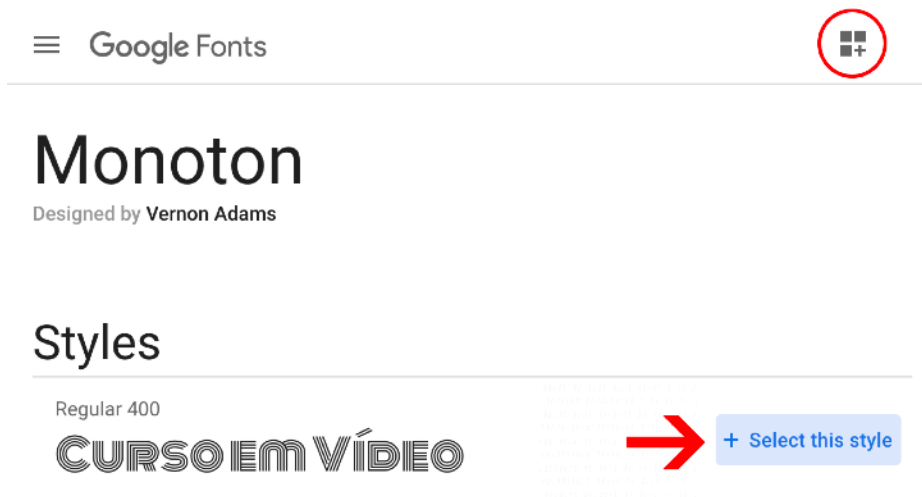 Google Fonts
Monoton
Designed by Vernon Adams
Styles
Regular 400
Curso em Vídeo
+ Select this style